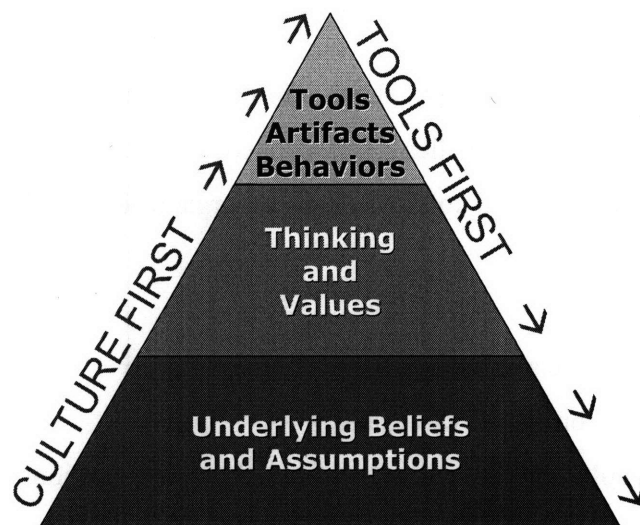 Tools
Artifacts
Behaviors
Thinking
and
Values
Underlying Beliefs
and Assumptions
CULTURE FIRST
TOOLS FIRST